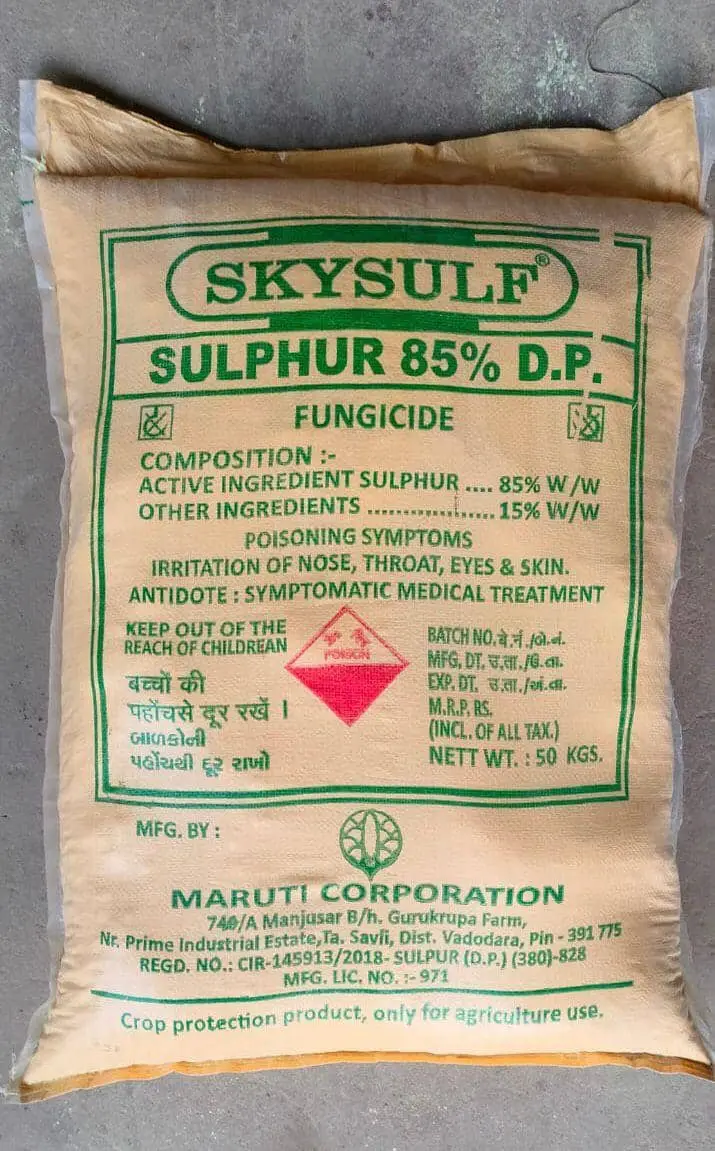 SKYSULF®
SULPHUR 85% D.P.
FUNGICIDE
COMPOSITION :-
ACTIVE INGREDIENT SULPHUR .... 85% W/W
OTHER INGREDIENTS ...................... 15% W/W
POISONING SYMPTOMS
IRRITATION OF NOSE, THROAT, EYES & SKIN.
ANTIDOTE : SYMPTOMATIC MEDICAL TREATMENT
KEEP OUT OF THE
REACH OF CHILDREAN
बच्चों की
पहोंचसे दूर रखें ।
બાળકોની
પહોંચથી દૂર રાખો
POISON
BATCH NO. बे.नं. /બે.નં.
MFG, DT. उ.ता./ઉ.તા.
EXP. DT. उ.ता./અં.તા.
M.R.P. RS.
(INCL. OF ALL TAX.)
NETT WT. : 50 KGS.
MFG. BY :
MARUTI CORPORATION
740/A Manjusar B/h. Gurukrupa Farm,
Nr. Prime Industrial Estate,Ta. Savli, Dist. Vadodara, Pin - 391 775
REGD. NO.: CIR-145913/2018- SULPUR (D.P.) (380)-828
MFG. LIC. NO. :- 971
Crop protection product, only for agriculture use.